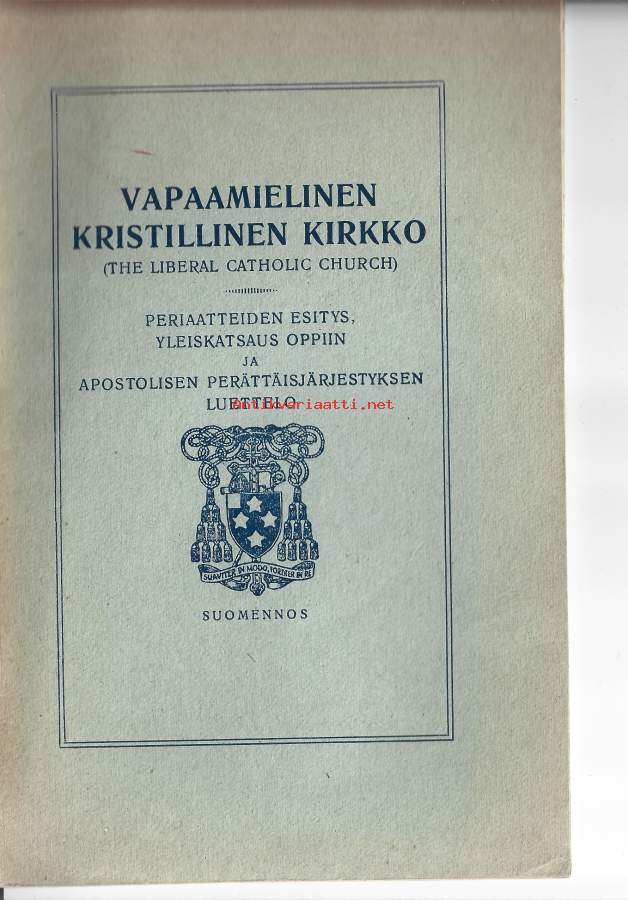 VAPAAMIELINEN
KRISTILLINEN KIRKKO
(THE LIBERAL CATHOLIC CHURCH)
PERIAATTEIDEN ESITYS,
YLEISKATSAUS OPPIIN
JA
APOSTOLISEN PERÄTTÄISJÄRJESTYKSEN
LUETTELO
antikvariaatti.net
SUAVITER IN MODO, FORTITER IN RE
SUOMENNOS